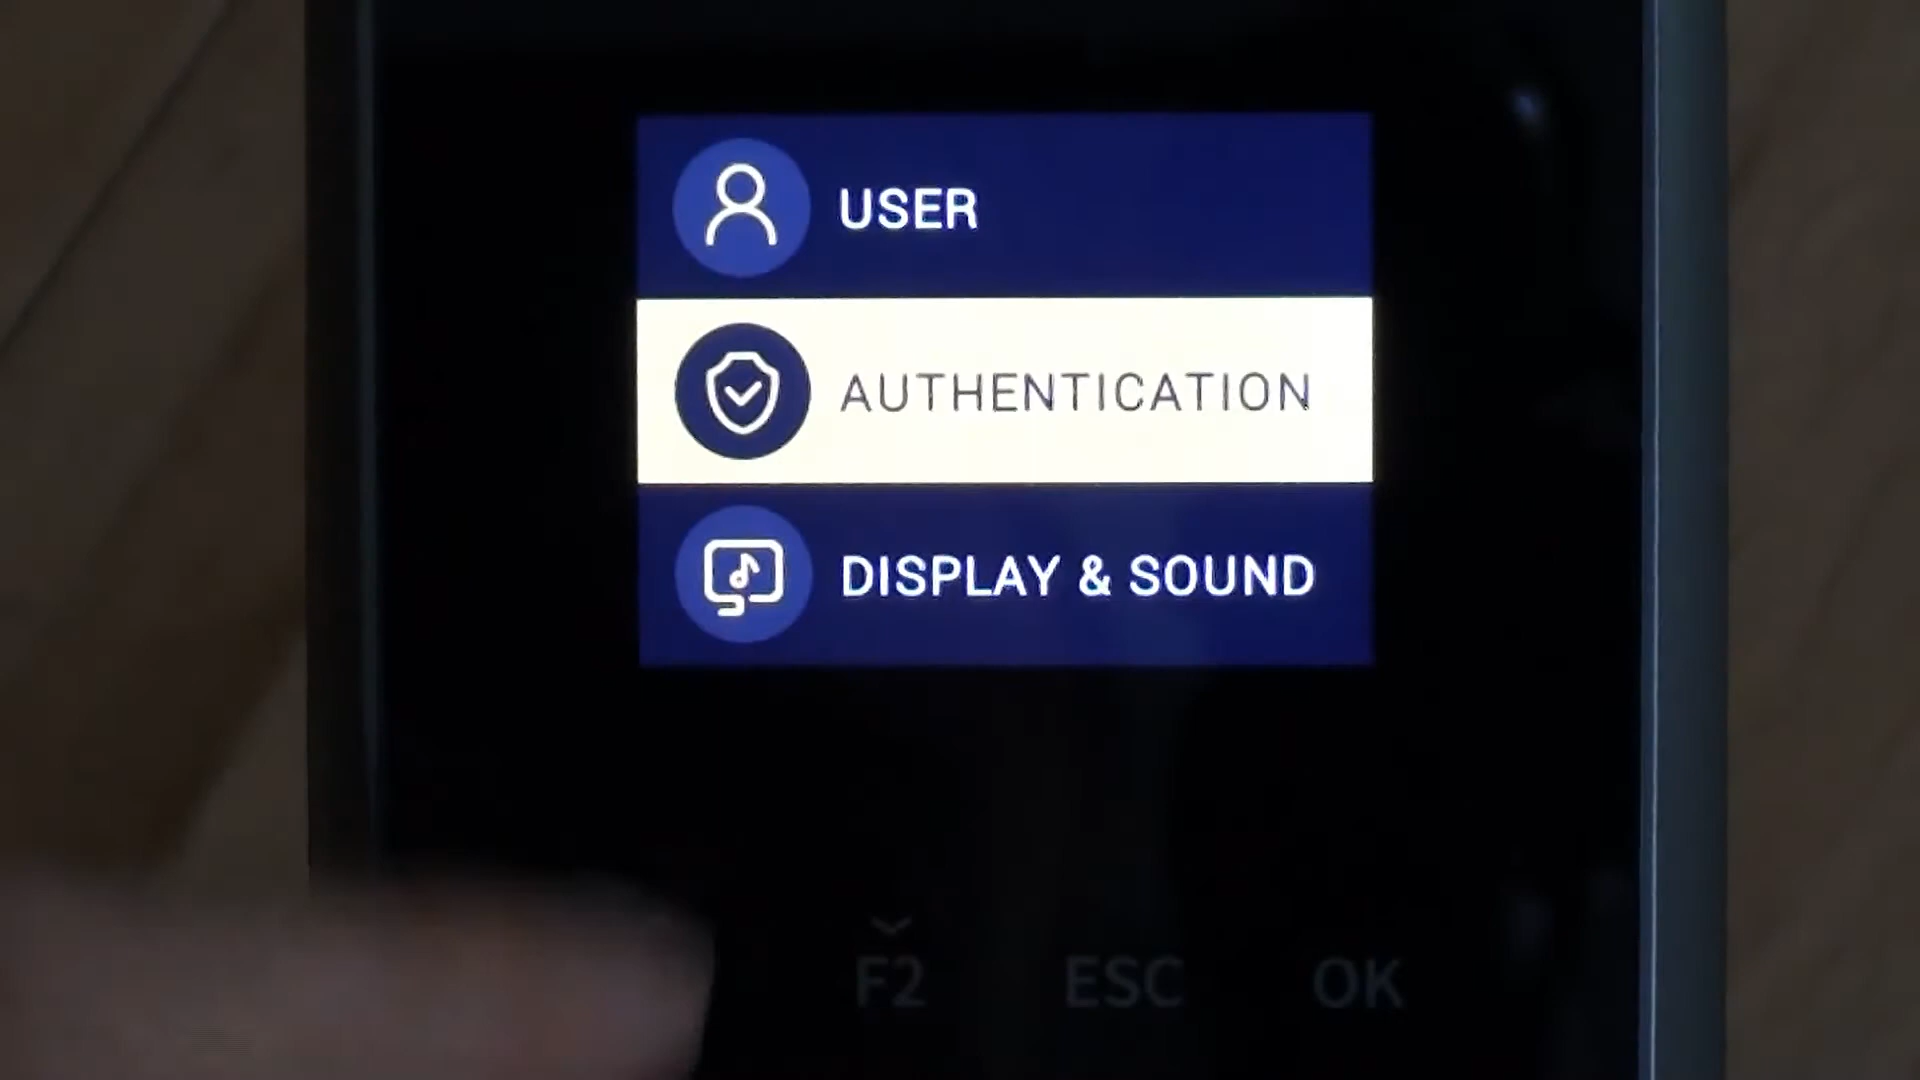 USER
AUTHENTICATION
DISPLAY & SOUND
F2 ESC OK